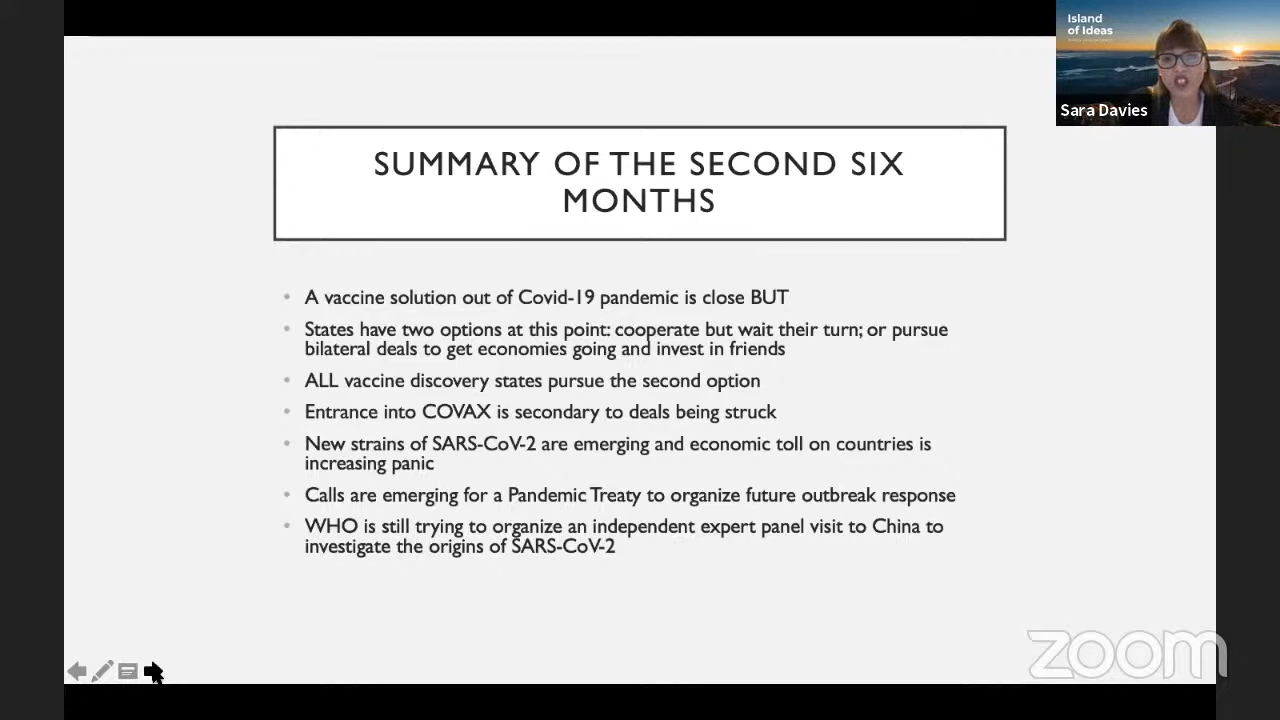 Island
of Ideas
Sara Davies
SUMMARY OF THE SECOND SIX
MONTHS
• A vaccine solution out of Covid-19 pandemic is close BUT
• States have two options at this point: cooperate but wait their turn; or pursue
bilateral deals to get economies going and invest in friends
• ALL vaccine discovery states pursue the second option
• Entrance into COVAX is secondary to deals being struck
• New strains of SARS-CoV-2 are emerging and economic toll on countries is
increasing panic
• Calls are emerging for a Pandemic Treaty to organize future outbreak response
• WHO is still trying to organize an independent expert panel visit to China to
investigate the origins of SARS-CoV-2
zoom